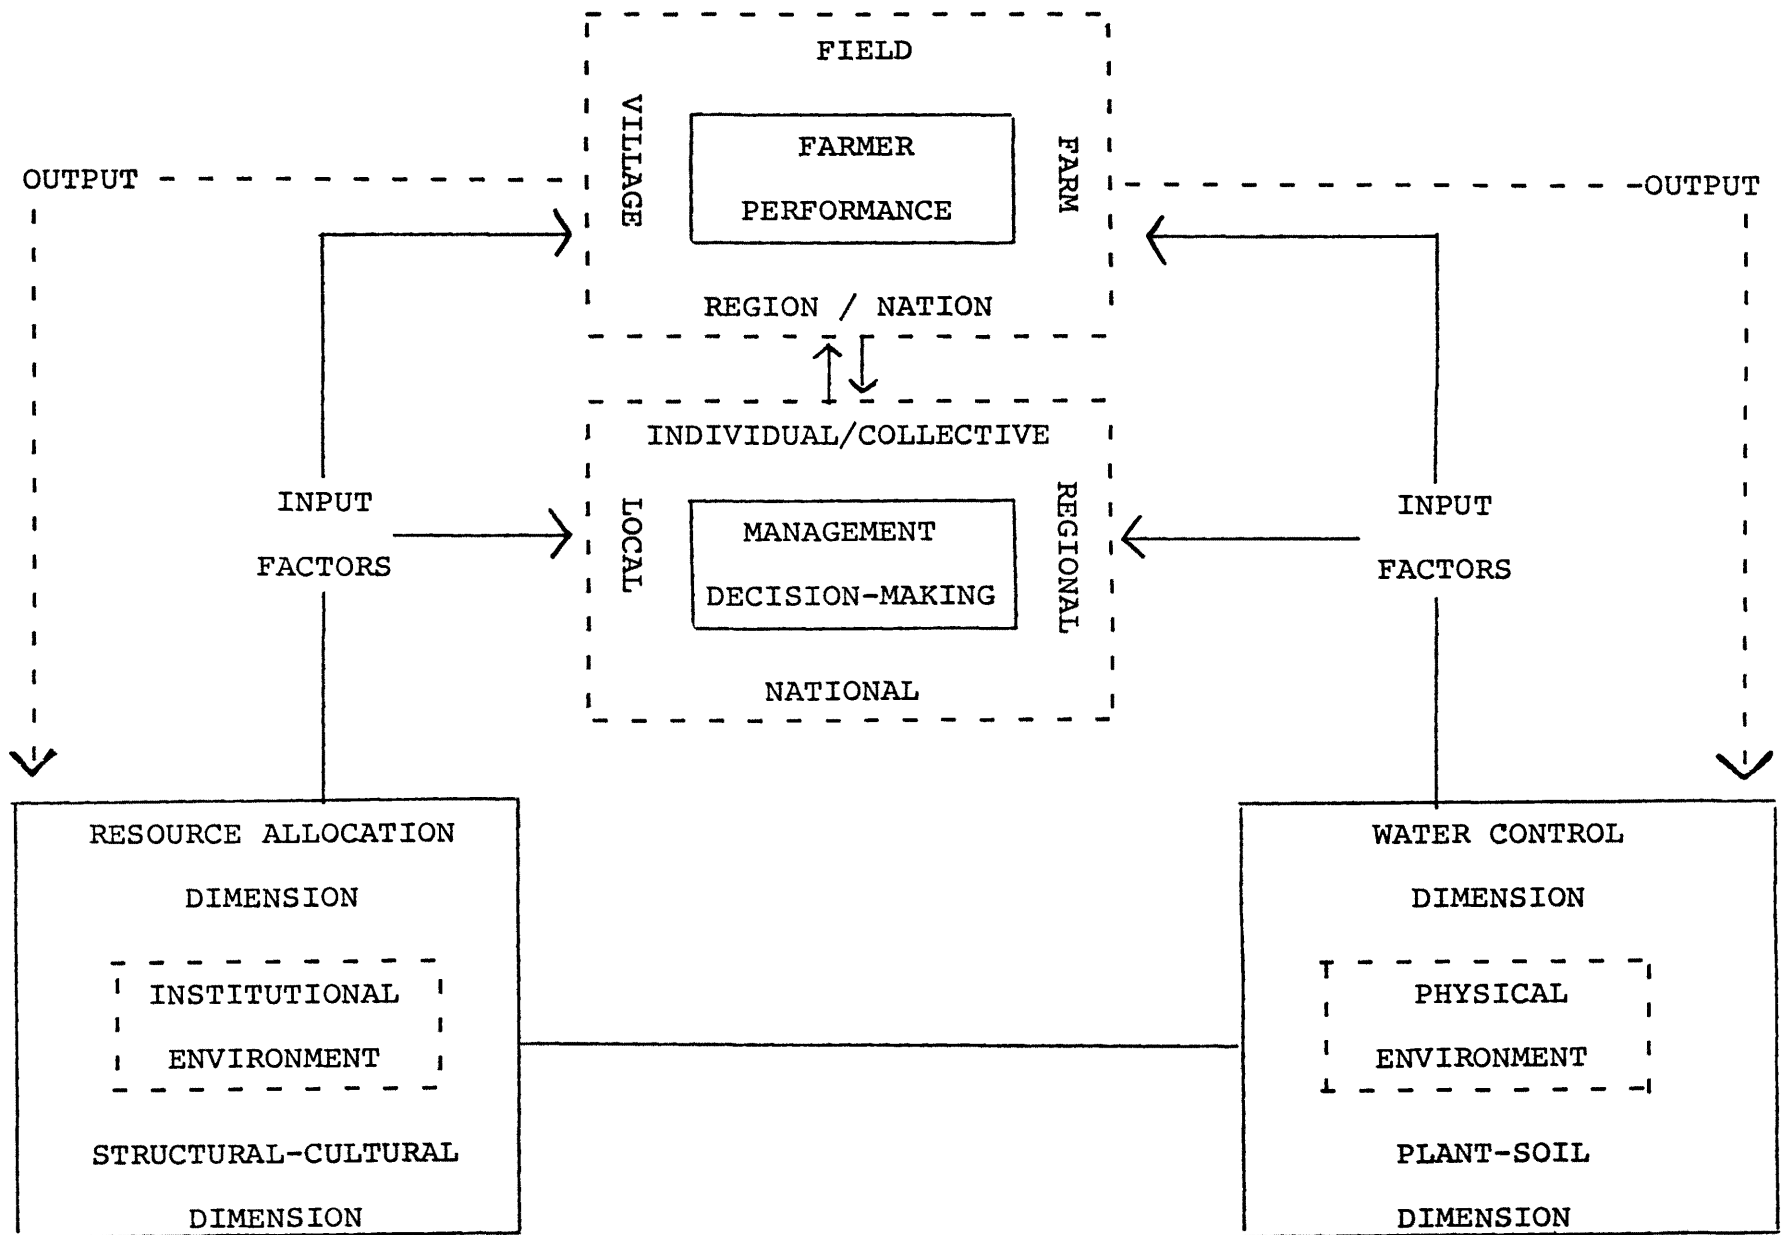 FIELD
VILLAGE
FARMER
PERFORMANCE
FARM
REGION / NATION
OUTPUT
OUTPUT
INDIVIDUAL/COLLECTIVE
LOCAL
MANAGEMENT
DECISION-MAKING
REGIONAL
NATIONAL
INPUT
FACTORS
INPUT
FACTORS
RESOURCE ALLOCATION
DIMENSION
INSTITUTIONAL
ENVIRONMENT
STRUCTURAL-CULTURAL
DIMENSION
WATER CONTROL
DIMENSION
PHYSICAL
ENVIRONMENT
PLANT-SOIL
DIMENSION